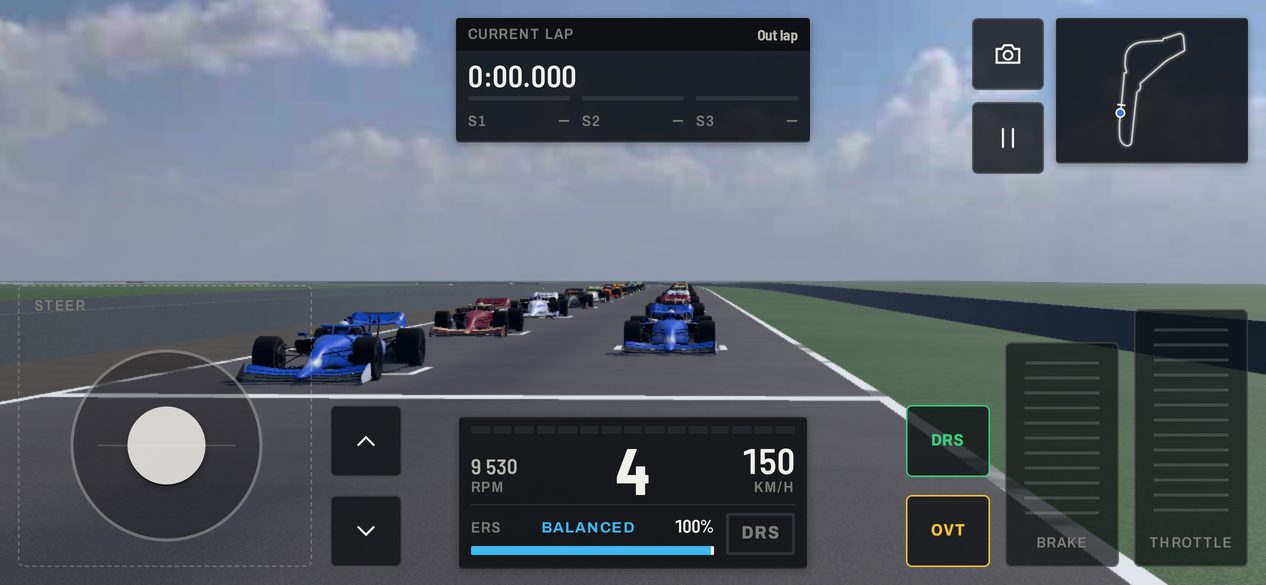 CURRENT LAP Out lap
0:00.000
S1 – S2 – S3 –
STEER
DRS
9 530 4 150
RPM KM/H
ERS BALANCED 100% DRS
OVT
BRAKE THROTTLE